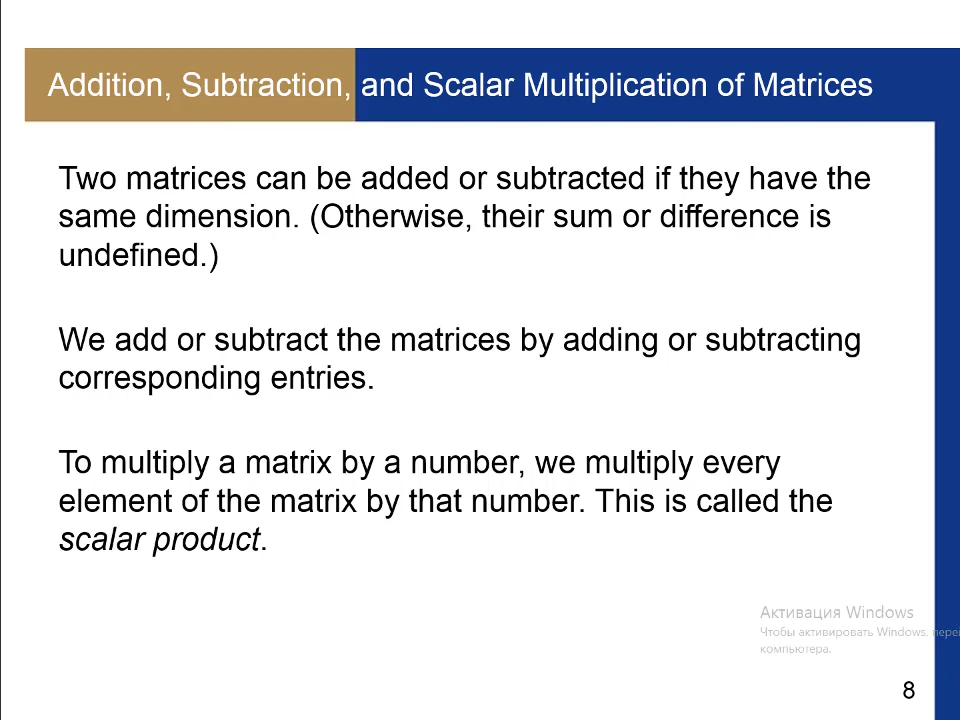 Addition, Subtraction, and Scalar Multiplication of Matrices
Two matrices can be added or subtracted if they have the
same dimension. (Otherwise, their sum or difference is
undefined.)
We add or subtract the matrices by adding or subtracting
corresponding entries.
To multiply a matrix by a number, we multiply every
element of the matrix by that number. This is called the
scalar product.
Активация Windows
Чтобы активировать Windows,
компьютера.
8